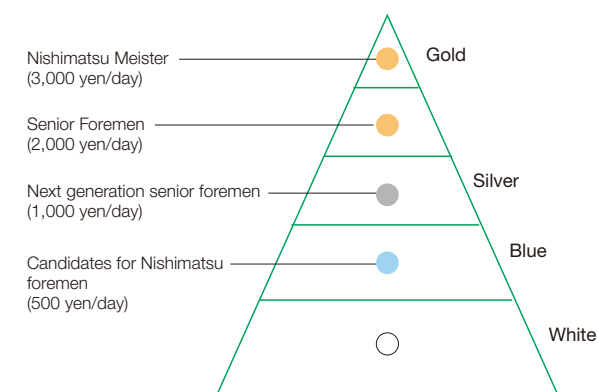 Nishimatsu Meister
(3,000 yen/day)
Gold
Senior Foremen
(2,000 yen/day)
Next generation senior foremen
(1,000 yen/day)
Silver
Candidates for Nishimatsu
foremen
(500 yen/day)
Blue
White